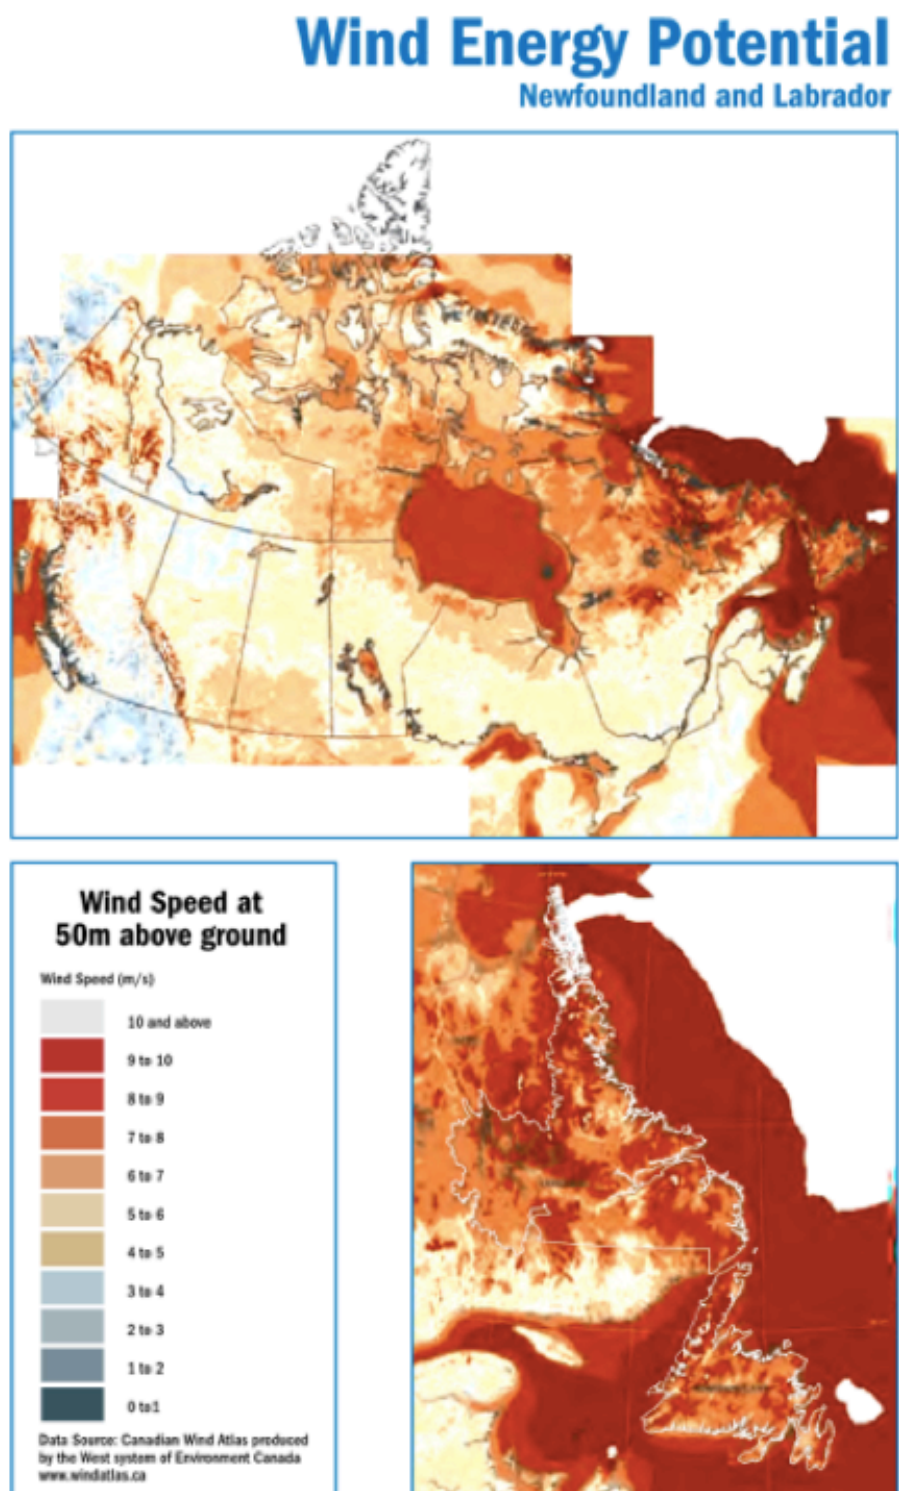 Wind Energy Potential
Newfoundland and Labrador
Wind Speed at
50m above ground
Wind Speed (m/s)
10 and above
9 to 10
8 to 9
7 to 8
6 to 7
5 to 6
4 to 5
3 to 4
2 to 3
1 to 2
0 to1
Data Source: Canadian Wind Atlas produced
by the West system of Environment Canada
www.windatlas.ca